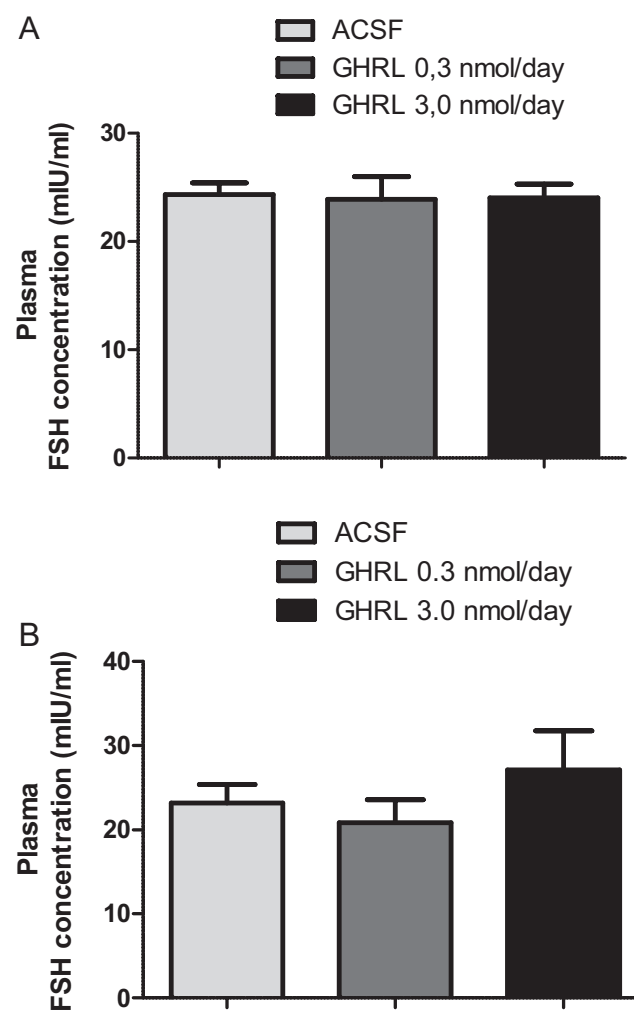 A
ACSF
GHRL 0,3 nmol/day
GHRL 3,0 nmol/day
Plasma
FSH concentration (mIU/ml)
30
20
10
0
ACSF
GHRL 0.3 nmol/day
GHRL 3.0 nmol/day
B
Plasma
FSH concentration (mIU/ml)
40
30
20
10
0